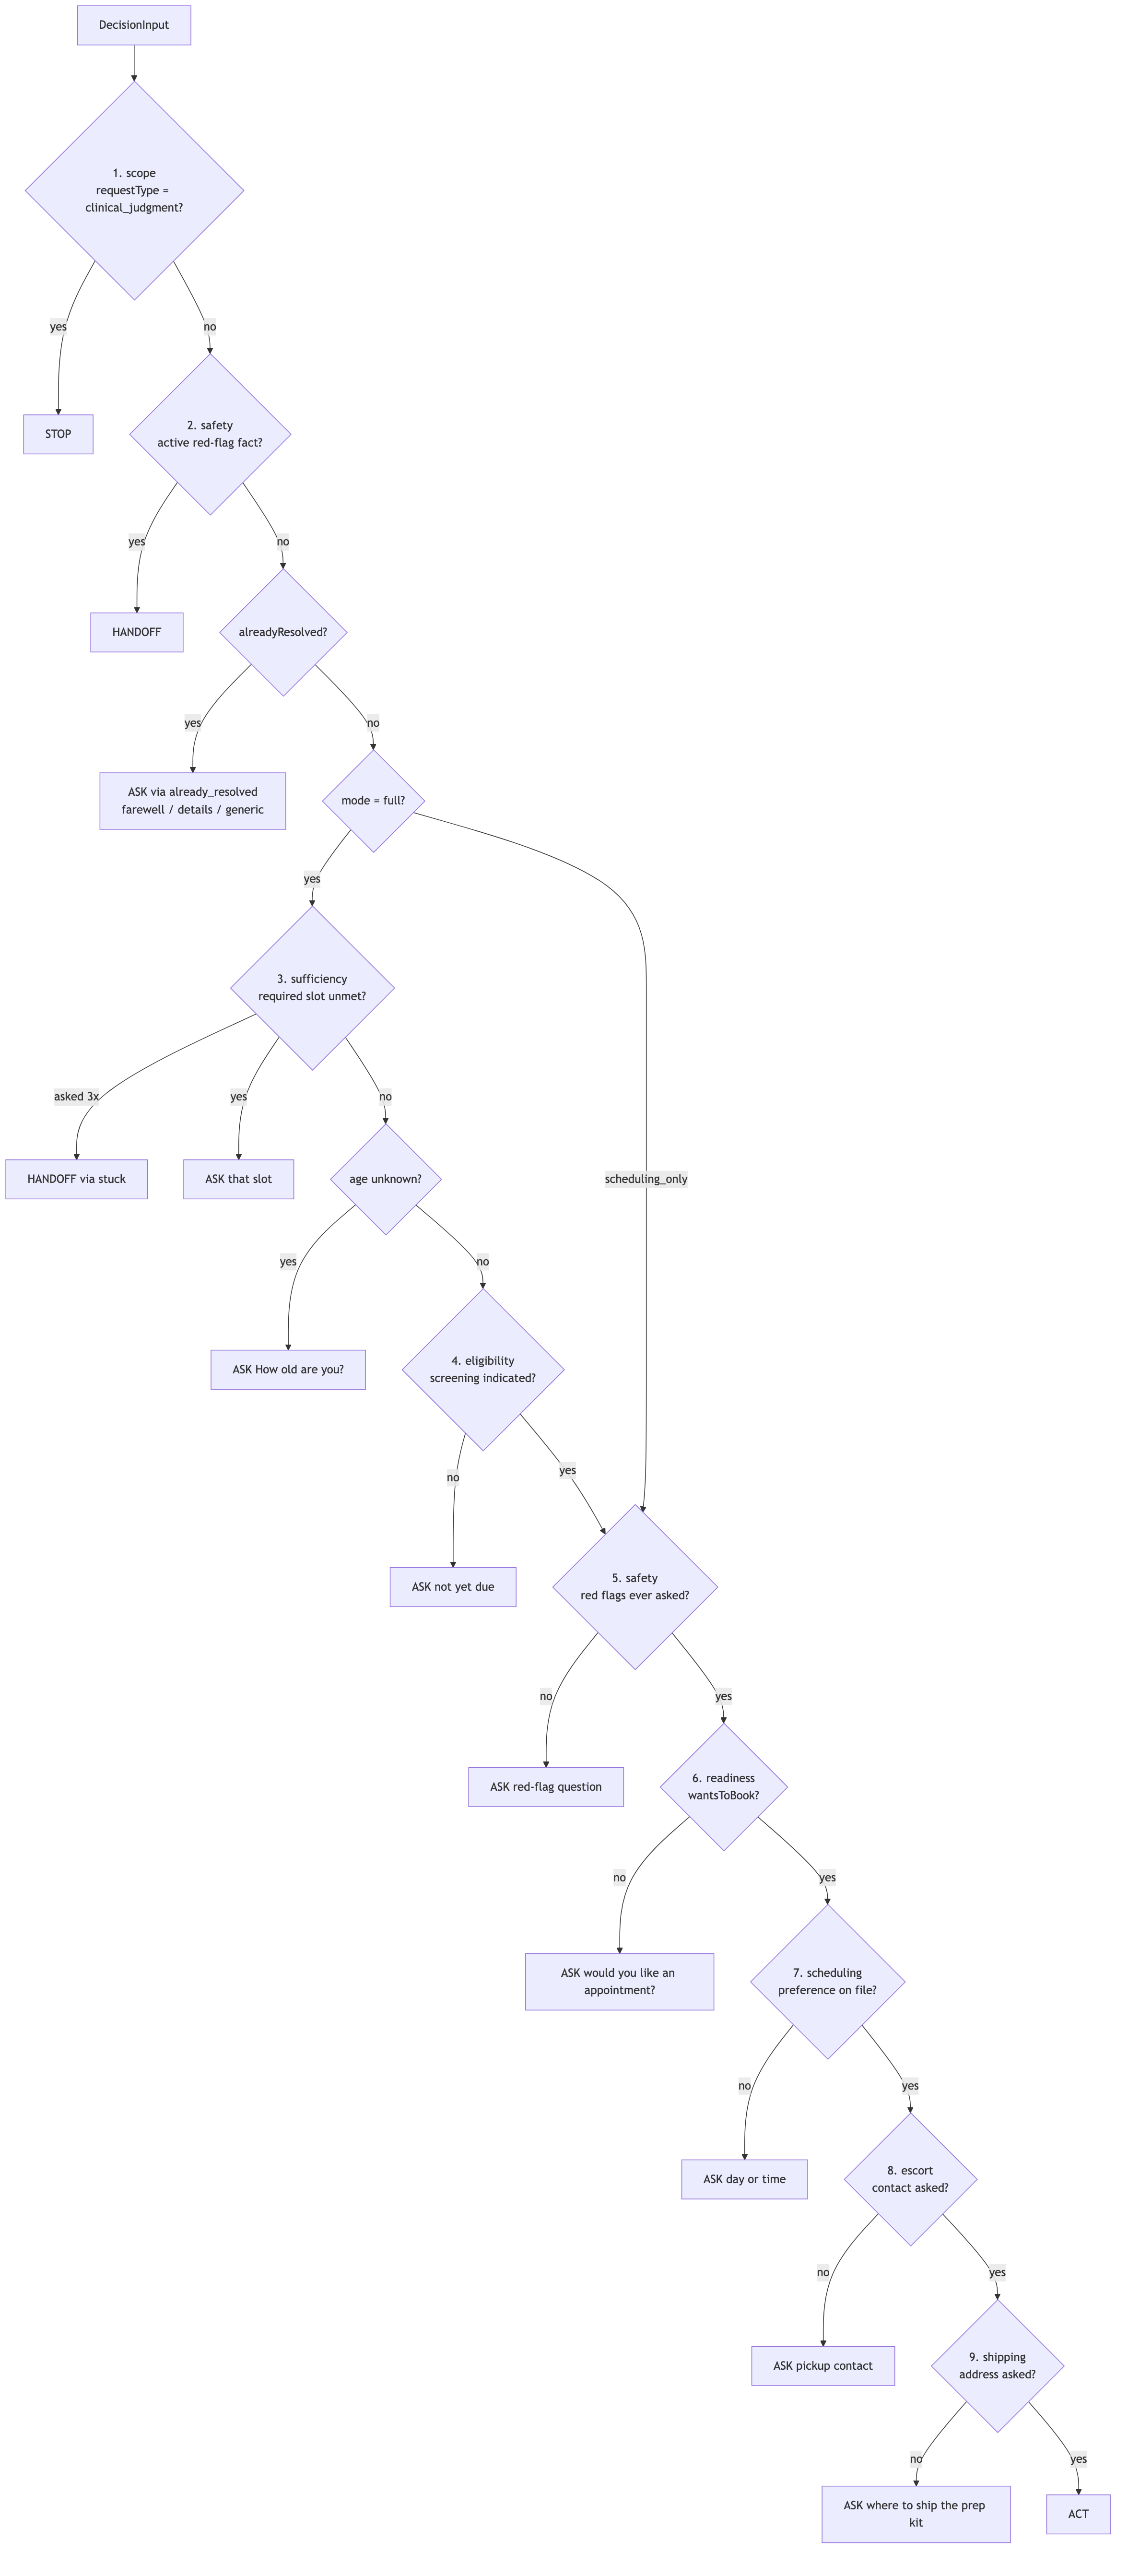 DecisionInput
1. scope
requestType =
clinical_judgment?
yes
no
2. safety
active red-flag fact?
STOP
yes
no
HANDOFF
alreadyResolved?
yes
no
ASK via already_resolved
farewell / details / generic
mode = full?
yes
3. sufficiency
required slot unmet?
asked 3x
yes
no
HANDOFF via stuck
ASK that slot
age unknown?
scheduling_only
yes
no
ASK How old are you?
4. eligibility
screening indicated?
no
yes
ASK not yet due
5. safety
red flags ever asked?
no
yes
ASK red-flag question
6. readiness
wantsToBook?
no
yes
ASK would you like an
appointment?
7. scheduling
preference on file?
no
yes
ASK day or time
8. escort
contact asked?
no
yes
ASK pickup contact
9. shipping
address asked?
no
yes
ASK where to ship the prep
kit
ACT